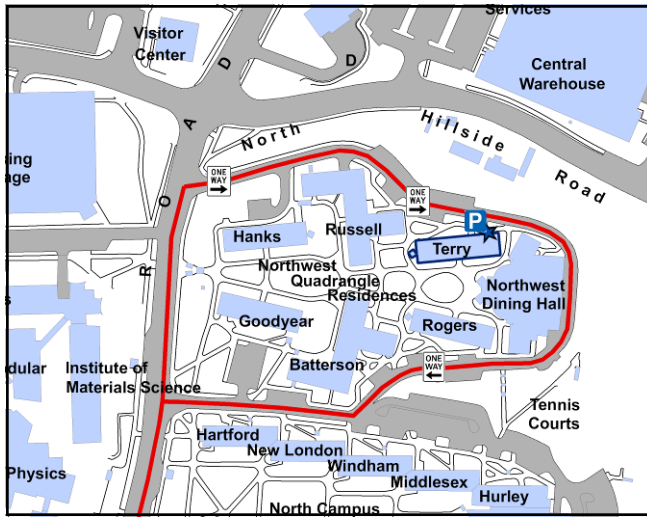 Services
Visitor
Center
D
D
Central
Warehouse
A
North
Hillside
Road
O
R
ONE
WAY
ONE
WAY
P
Hanks
Russell
Terry
Northwest
Quadrangle
Residences
Northwest
Dining Hall
Goodyear
Rogers
Batterson
ONE
WAY
Institute of
Materials Science
dular
Tennis
Courts
Hartford
New London
Windham
Middlesex
Hurley
Physics
North Campus